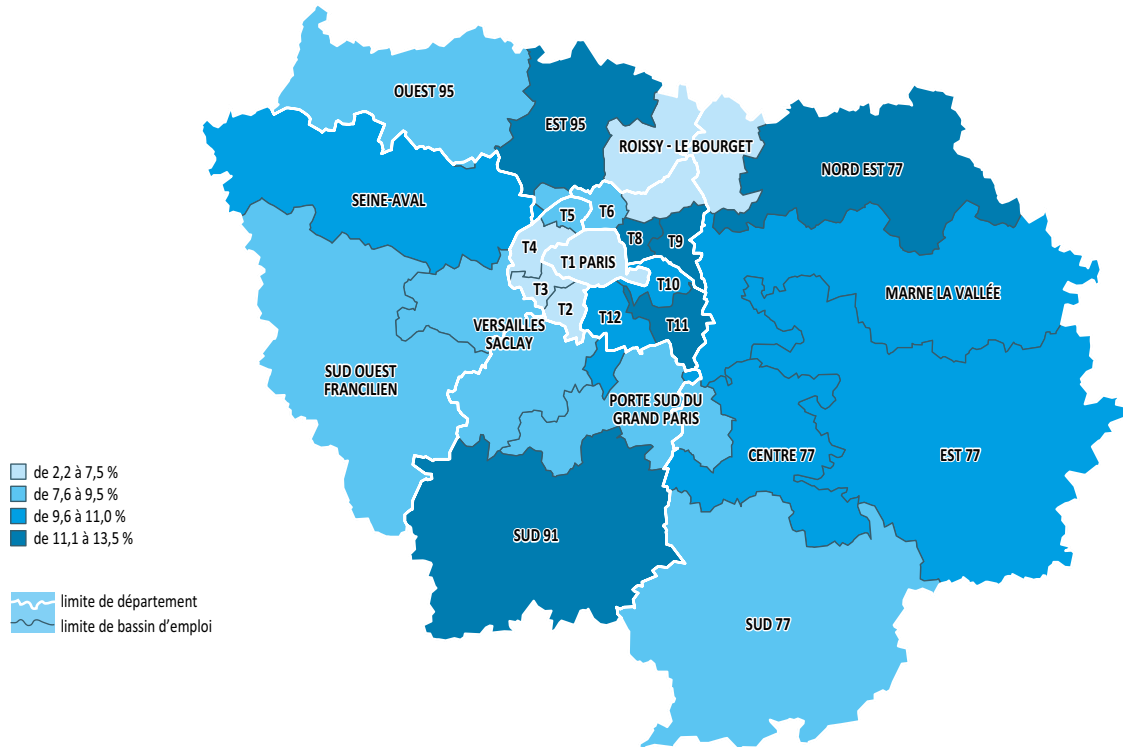 OUEST 95
EST 95
ROISSY - LE BOURGET
NORD EST 77
SEINE-AVAL
T5
T6
T4
T8
T9
T1 PARIS
T3
T10
T2
T12
T11
MARNE LA VALLÉE
VERSAILLES
SACLAY
SUD OUEST
FRANCILIEN
PORTE SUD DU
GRAND PARIS
CENTRE 77
EST 77
SUD 91
SUD 77
de 2,2 à 7,5 %
de 7,6 à 9,5 %
de 9,6 à 11,0 %
de 11,1 à 13,5 %
limite de département
limite de bassin d’emploi